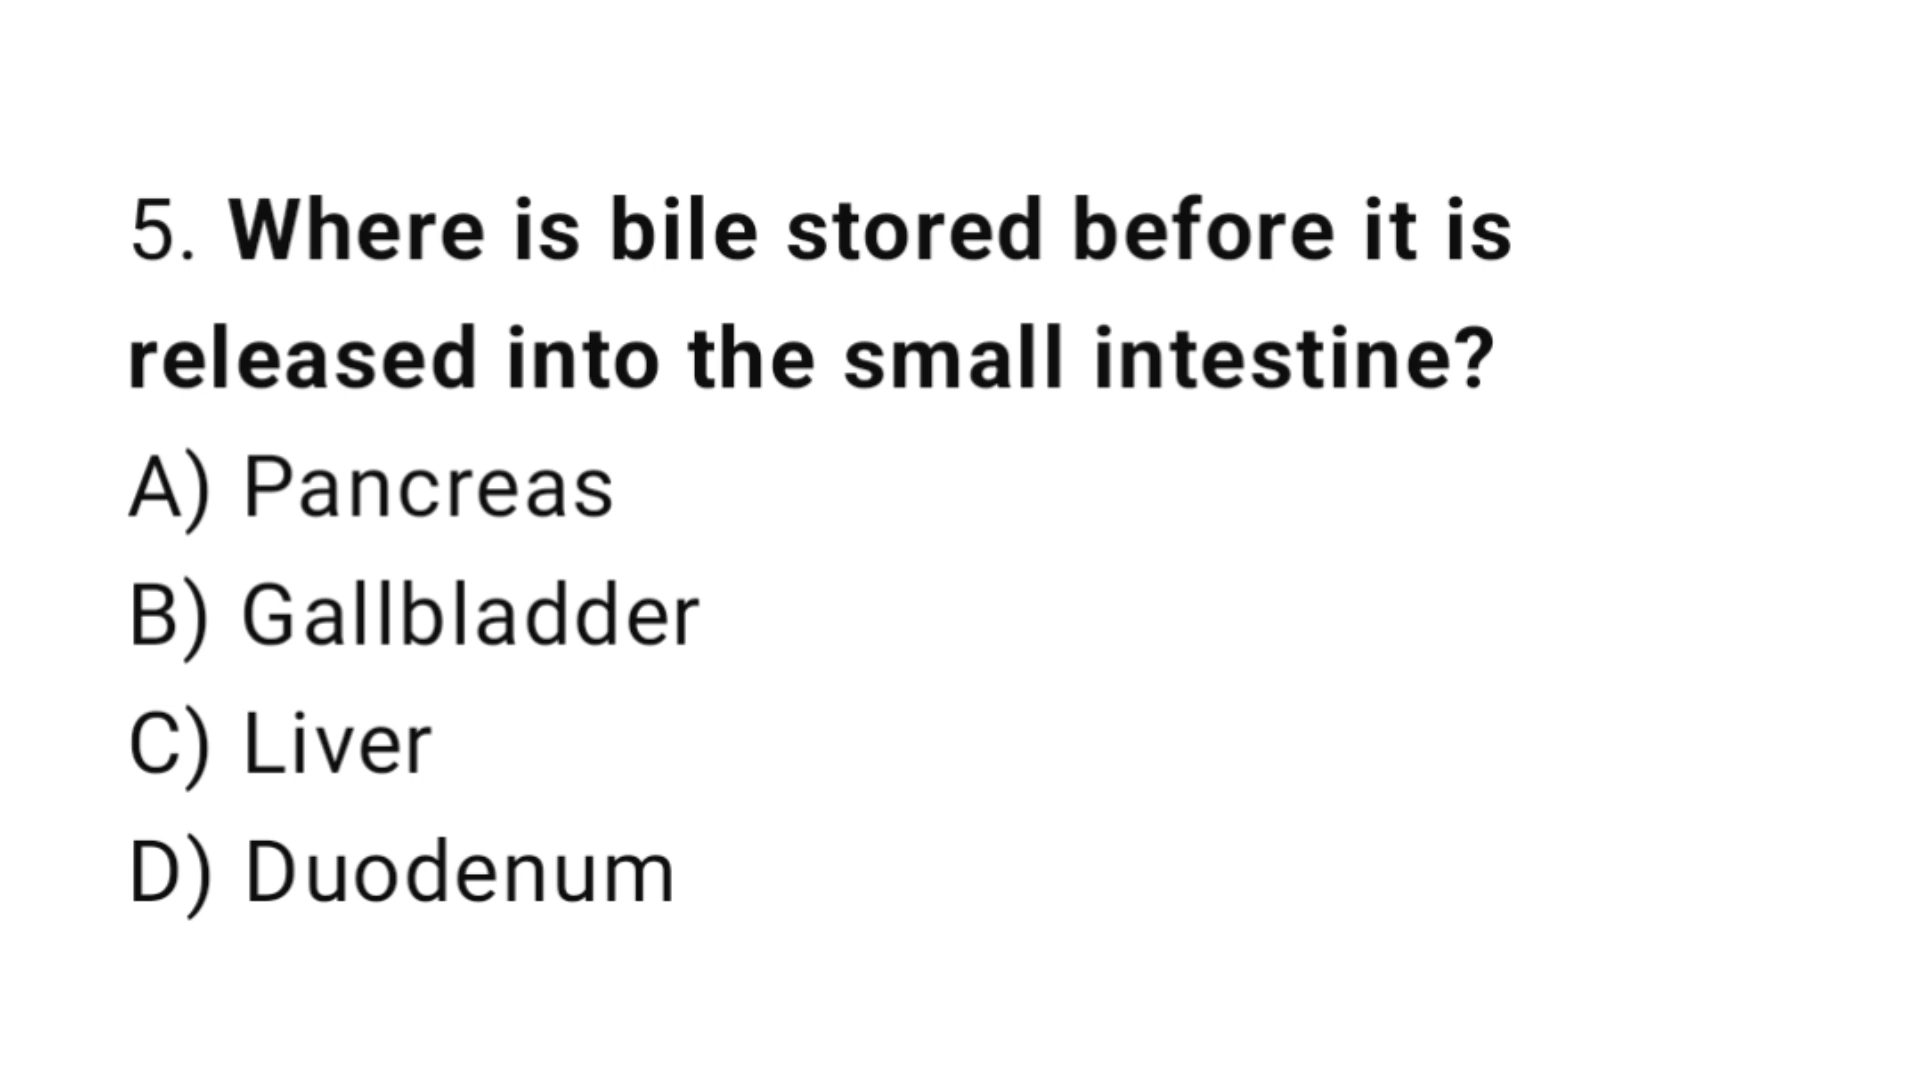 5. Where is bile stored before it is
released into the small intestine?
A) Pancreas
B) Gallbladder
C) Liver
D) Duodenum